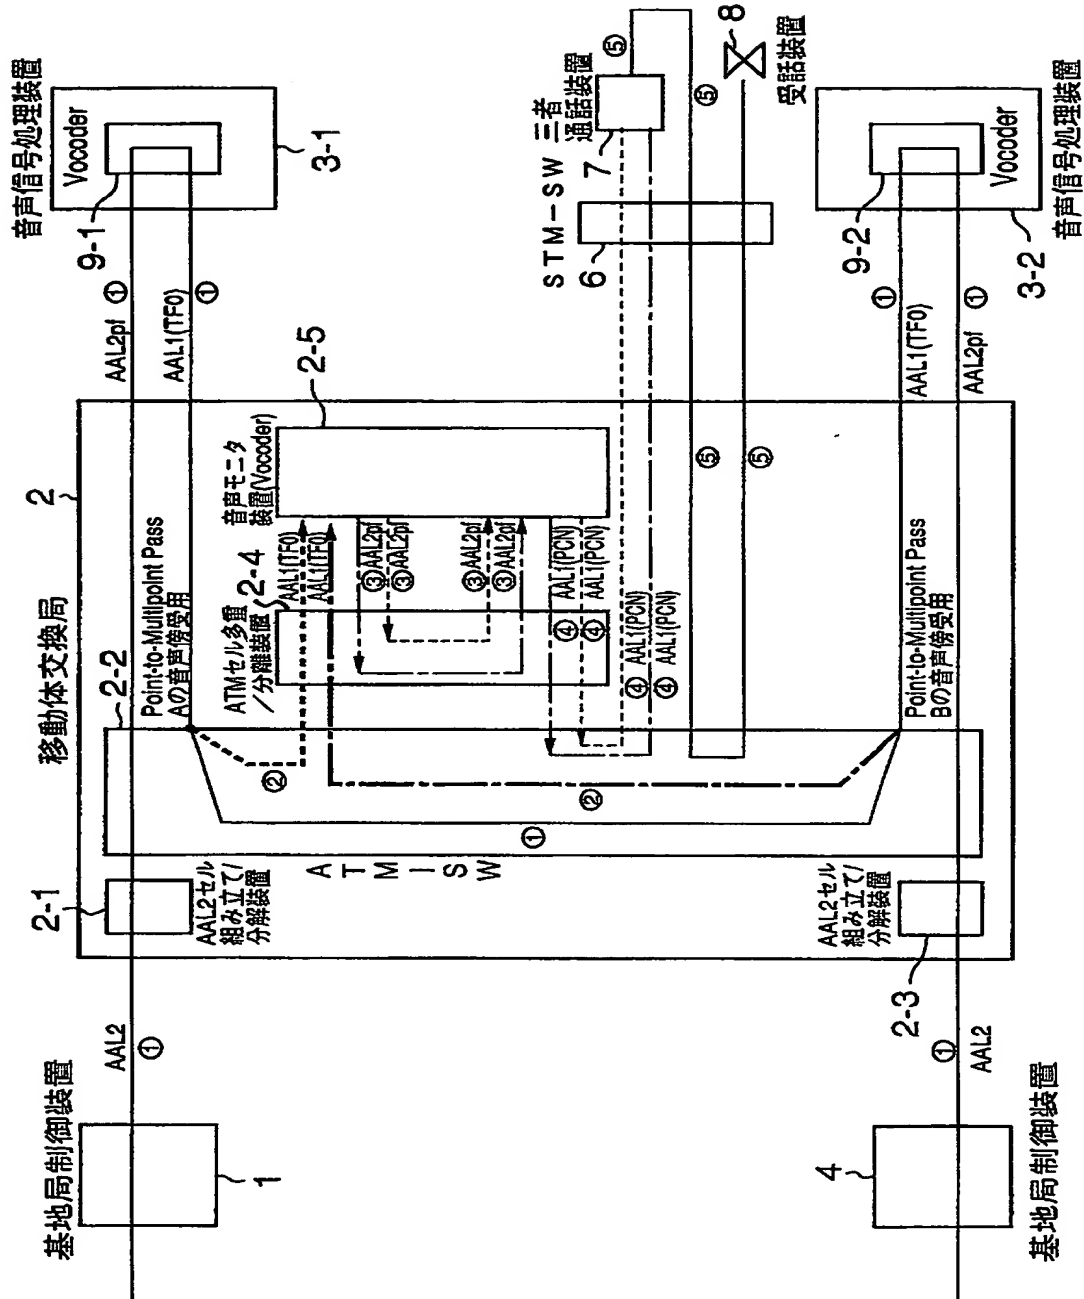 基地局制御装置
1
AAL2
①
移動体交換局
2
2-1
AAL2セル
組み立て/
分解装置
2-2
ATMISW
Point-to-Multipoint Pass
Aの音声傍受用
①
②
②
ATMセル多重
/分離装置
2-4
音声モニタ
装置(Vocoder)
2-5
AAL1(TF0)
AAL1(TF0)
③AAL2pf
③AAL2pf
③AAL2pf
③AAL2pf
AAL1(PCN)
AAL1(PCN)
④
④
④ AAL1(PCN)
④ AAL1(PCN)
⑤
⑤
Point-to-Multipoint Pass
Bの音声傍受用
AAL2セル
組み立て/
分解装置
2-3
AAL2pf ①
AAL1(TF0) ①
音声信号処理装置
Vocoder
9-1
3-1
STM-SW
6
三者
通話装置
7
⑤
⑤
8
受話装置
AAL1(TF0) ①
AAL2pf ①
9-2
Vocoder
3-2
音声信号処理装置
4
①
AAL2
基地局制御装置